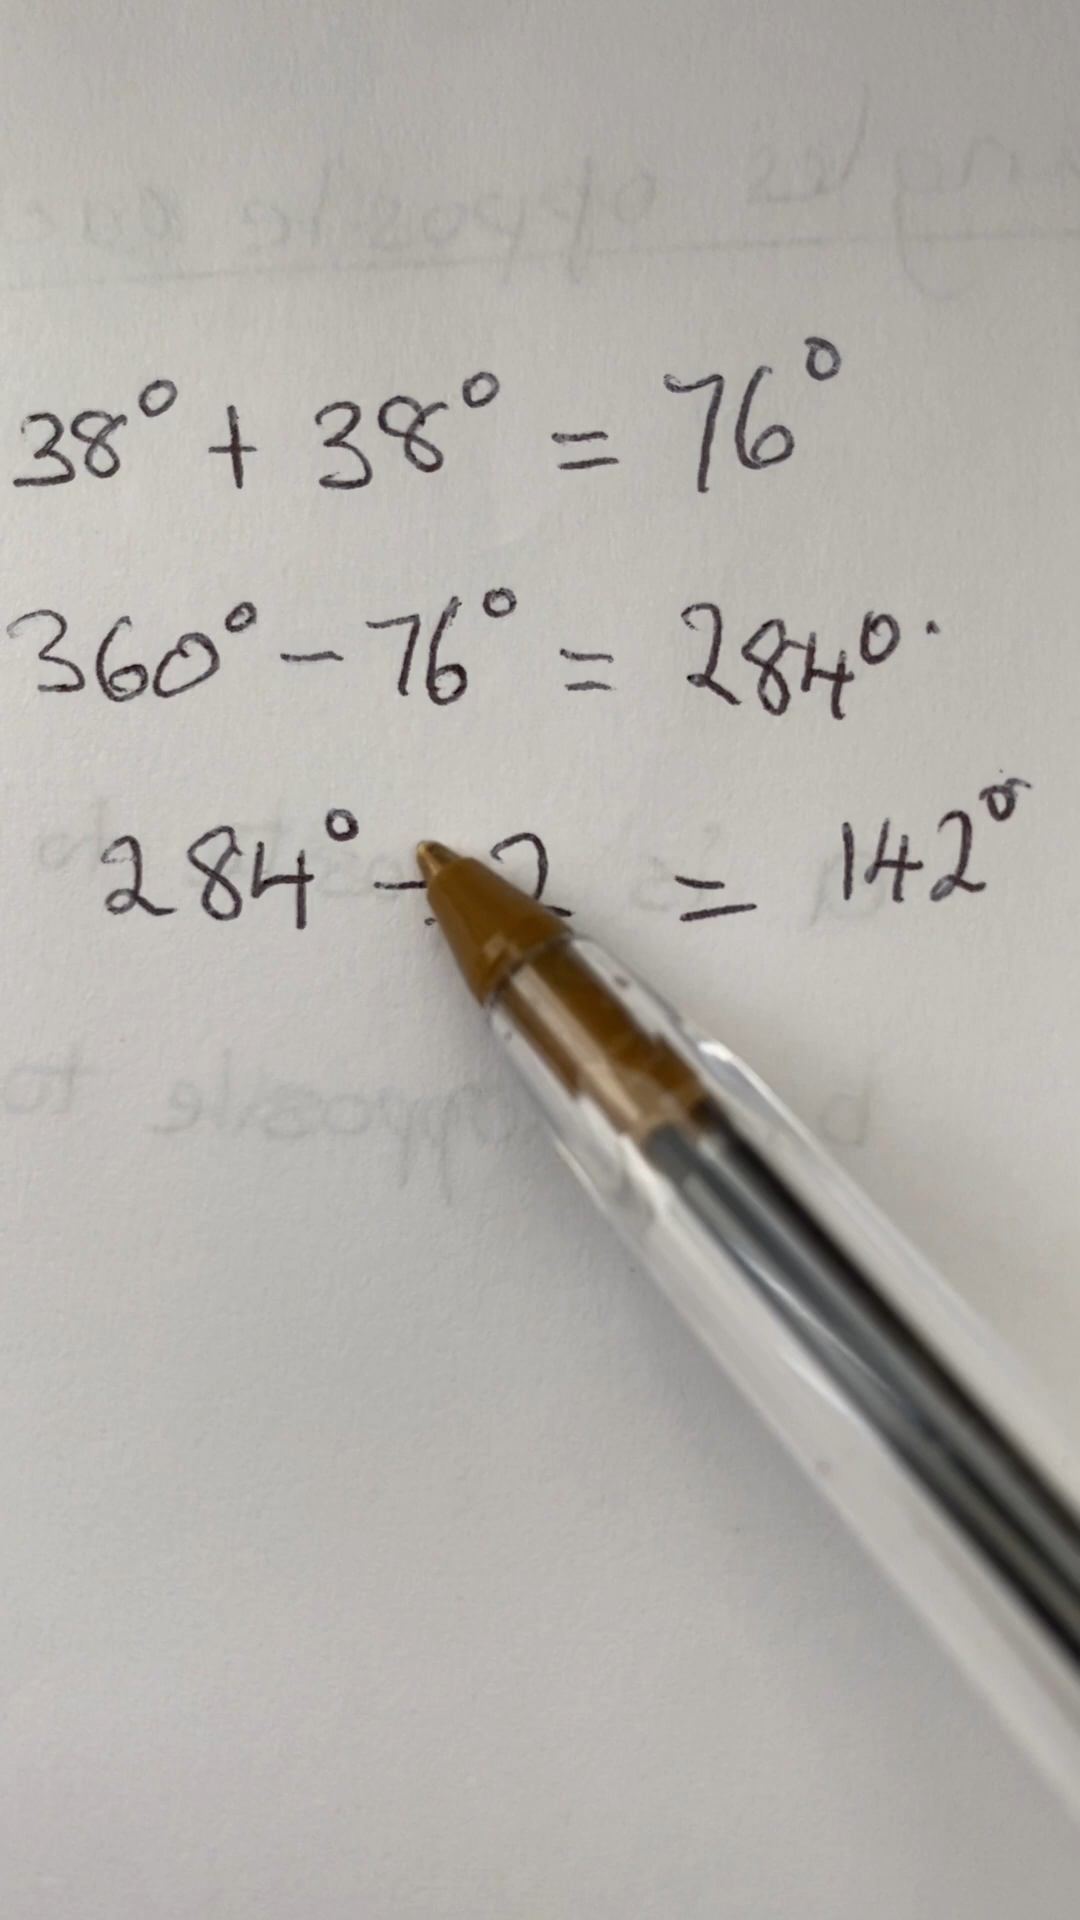 38° + 38° = 76°
360° - 76° = 284°.
284° ÷ 2 = 142°